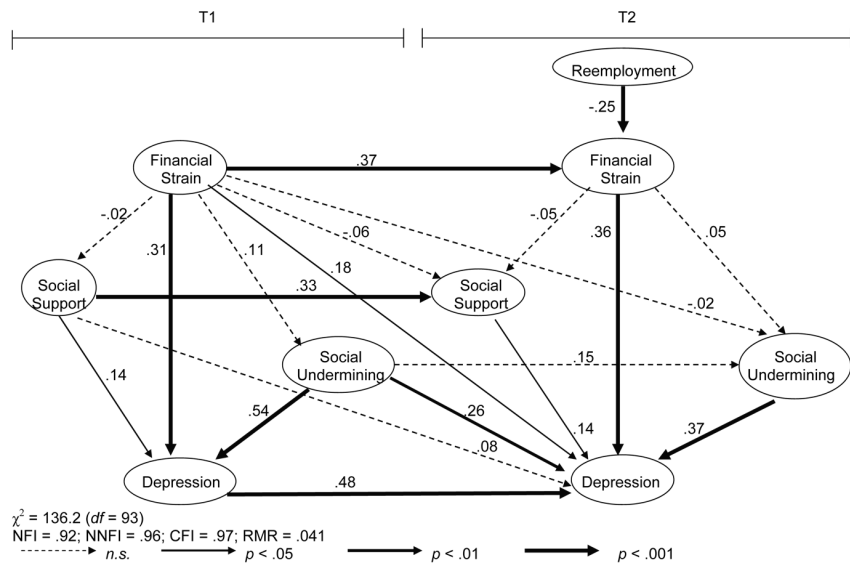 T1
T2
Reemployment
-.25
Financial
Strain
.37
Financial
Strain
-.02
.31
.11
-.06
.18
-.05
.36
.05
Social
Support
.33
Social
Support
-.02
Social
Undermining
.15
Social
Undermining
.14
.54
.26
.08
.14
.37
Depression
.48
Depression
χ² = 136.2 (df = 93)
NFI = .92; NNFI = .96; CFI = .97; RMR = .041
n.s. p < .05 p < .01 p < .001